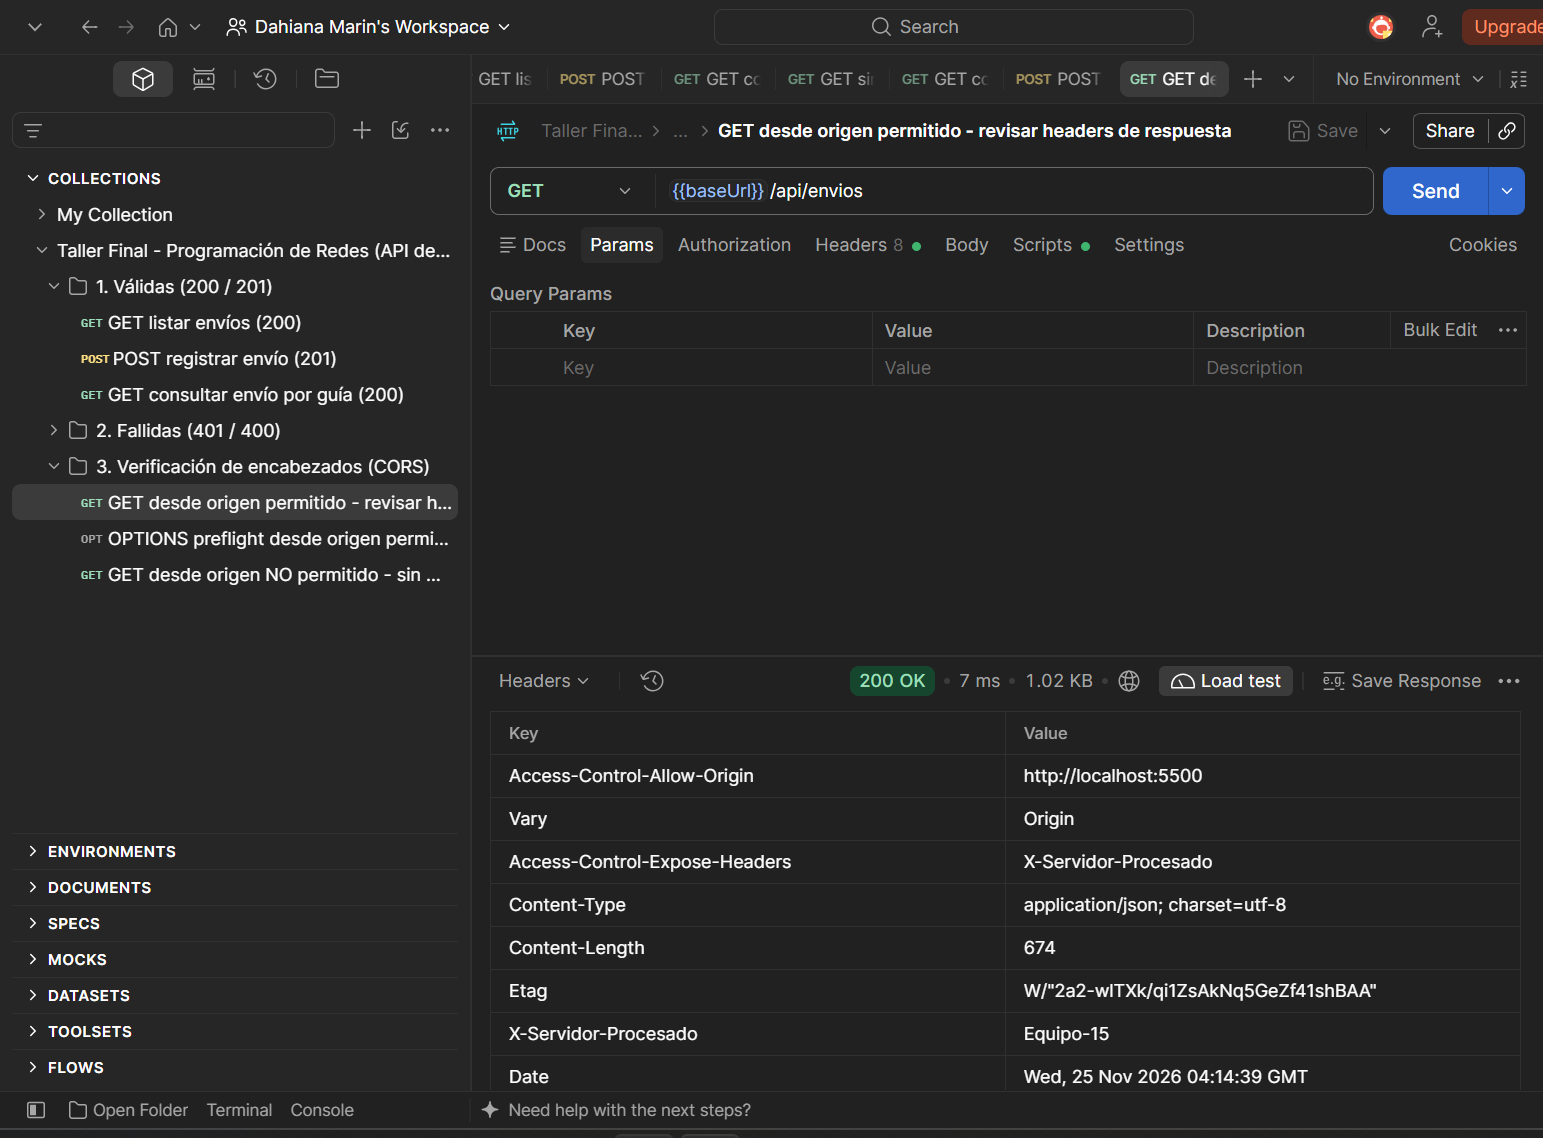 Dahiana Marin's Workspace
Search
Upgrade
GET lis
POST POST
GET GET co
GET GET sin
GET GET co
POST POST
GET GET de
No Environment
HTTP Taller Fina... > ... > GET desde origen permitido - revisar headers de respuesta
Save
Share
GET
{{baseUrl}} /api/envios
Send
Docs
Params
Authorization
Headers 8
Body
Scripts
Settings
Cookies
Query Params
Key Value Description Bulk Edit
Key Value Description
COLLECTIONS
My Collection
Taller Final - Programación de Redes (API de...
1. Válidas (200 / 201)
GET GET listar envíos (200)
POST POST registrar envío (201)
GET GET consultar envío por guía (200)
2. Fallidas (401 / 400)
3. Verificación de encabezados (CORS)
GET GET desde origen permitido - revisar h...
OPT OPTIONS preflight desde origen permi...
GET GET desde origen NO permitido - sin ...
ENVIRONMENTS
DOCUMENTS
SPECS
MOCKS
DATASETS
TOOLSETS
FLOWS
Headers
200 OK • 7 ms • 1.02 KB •
Load test
e.g. Save Response
Key Value
Access-Control-Allow-Origin http://localhost:5500
Vary Origin
Access-Control-Expose-Headers X-Servidor-Procesado
Content-Type application/json; charset=utf-8
Content-Length 674
Etag W/"2a2-wlTXk/qi1ZsAkNq5GeZf41shBAA"
X-Servidor-Procesado Equipo-15
Date Wed, 25 Nov 2026 04:14:39 GMT
Open Folder
Terminal
Console
Need help with the next steps?